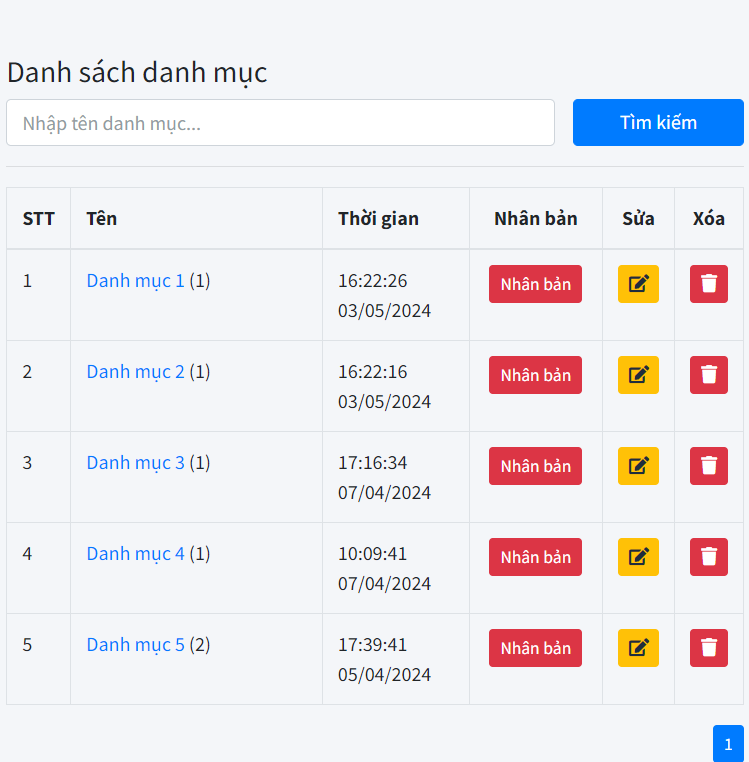 Danh sách danh mục
Nhập tên danh mục...
Tìm kiếm
STT Tên Thời gian Nhân bản Sửa Xóa
1 Danh mục 1 (1) 16:22:26 Nhân bản
03/05/2024
2 Danh mục 2 (1) 16:22:16 Nhân bản
03/05/2024
3 Danh mục 3 (1) 17:16:34 Nhân bản
07/04/2024
4 Danh mục 4 (1) 10:09:41 Nhân bản
07/04/2024
5 Danh mục 5 (2) 17:39:41 Nhân bản
05/04/2024
1